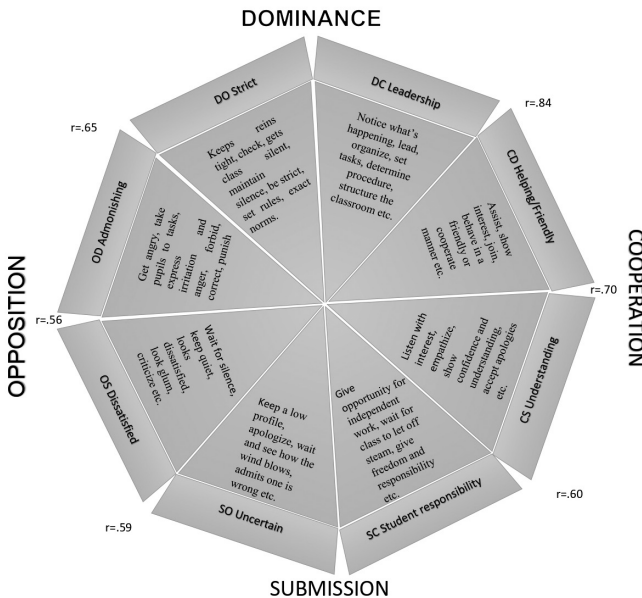 DOMINANCE
DO Strict
DC Leadership
r=.84
r=.65
Keeps reins
tight, check, gets
class silent,
maintain
silence, be strict,
set rules, exact
norms.
Notice what's
happening, lead,
organize, set
tasks, determine
procedure,
structure the
classroom etc.
CD Helping/Friendly
Assist, show
interest, join,
behave in a
friendly or
cooperate
manner etc.
OD Admonishing
Get angry, take
pupils to tasks,
express and
irritation forbid,
anger,
correct, punish
OPPOSITION
COOPERATION
r=.70
r=.56
OS Dissatisfied
Wait for silence,
keep quiet,
looks
dissatisfied,
look glum,
criticize etc.
Listen with
interest,
empathize,
show
confidence and
understanding,
accept apologies
etc.
CS Understanding
Keep a low
profile,
apologize, wait
and see how the
wind blows,
admits one is
wrong etc.
Give
opportunity for
independent
work, wait for
class to let off
steam, give
freedom and
responsibility
etc.
r=.60
r=.59
SO Uncertain
SC Student responsibility
SUBMISSION